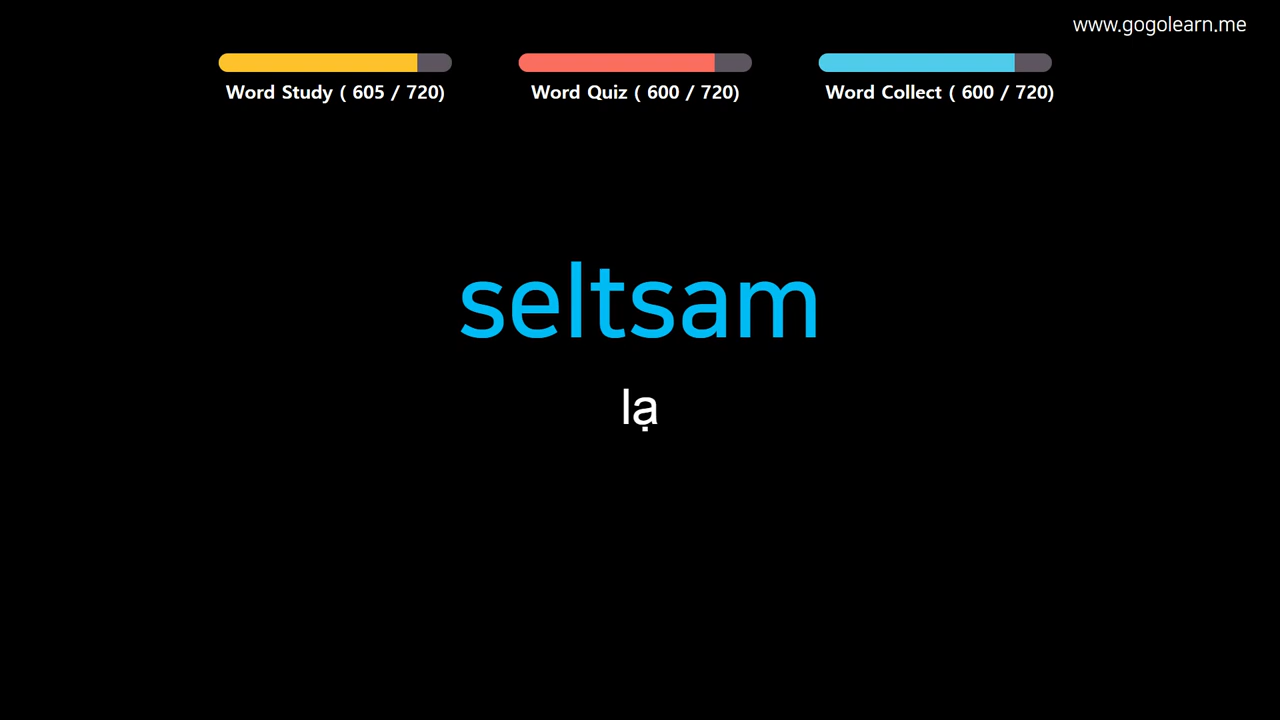 www.gogolearn.me
Word Study ( 605 / 720)
Word Quiz ( 600 / 720)
Word Collect ( 600 / 720)
seltsam
lạ